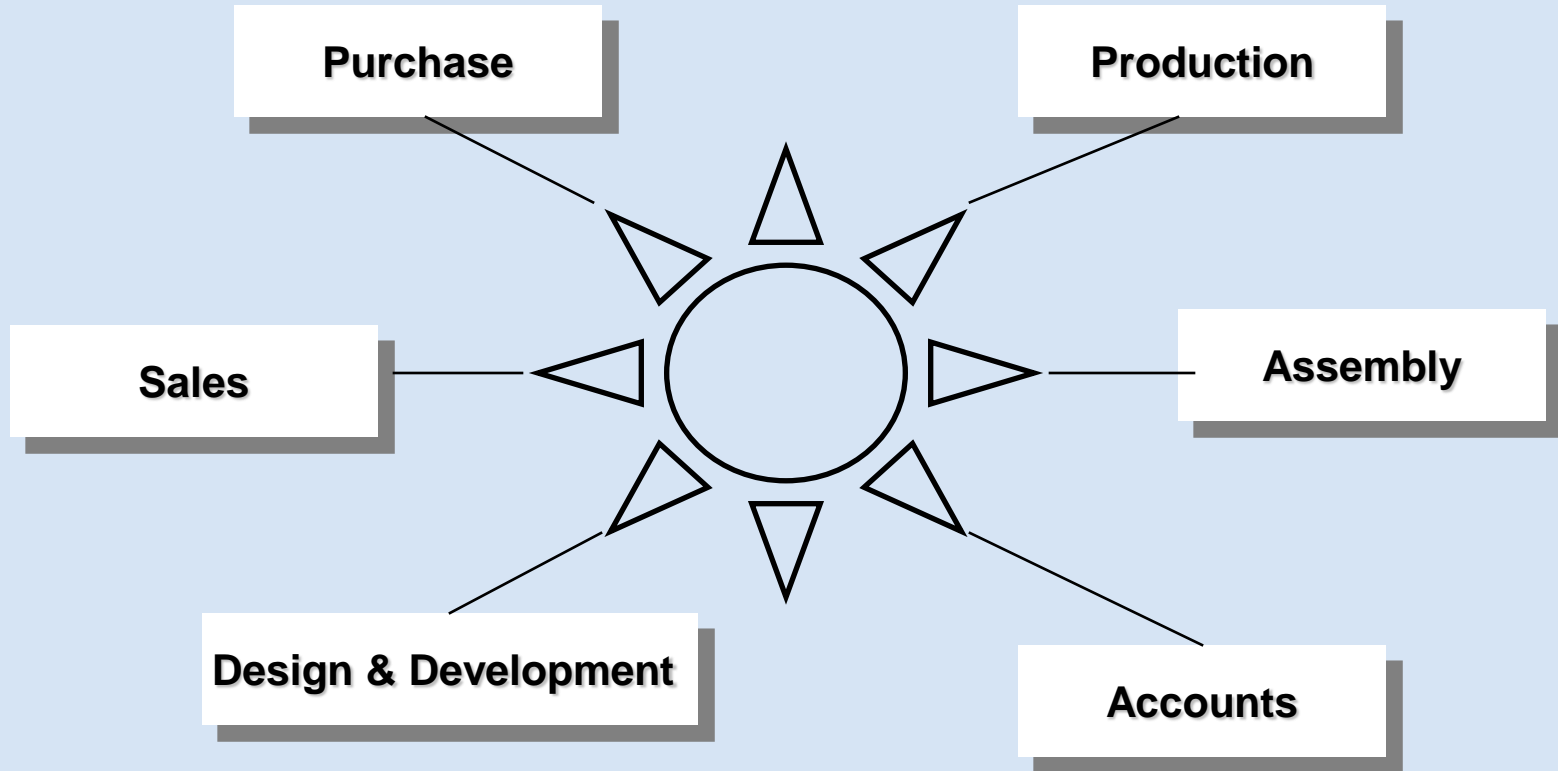 Purchase
Production
Sales
Assembly
Design & Development
Accounts